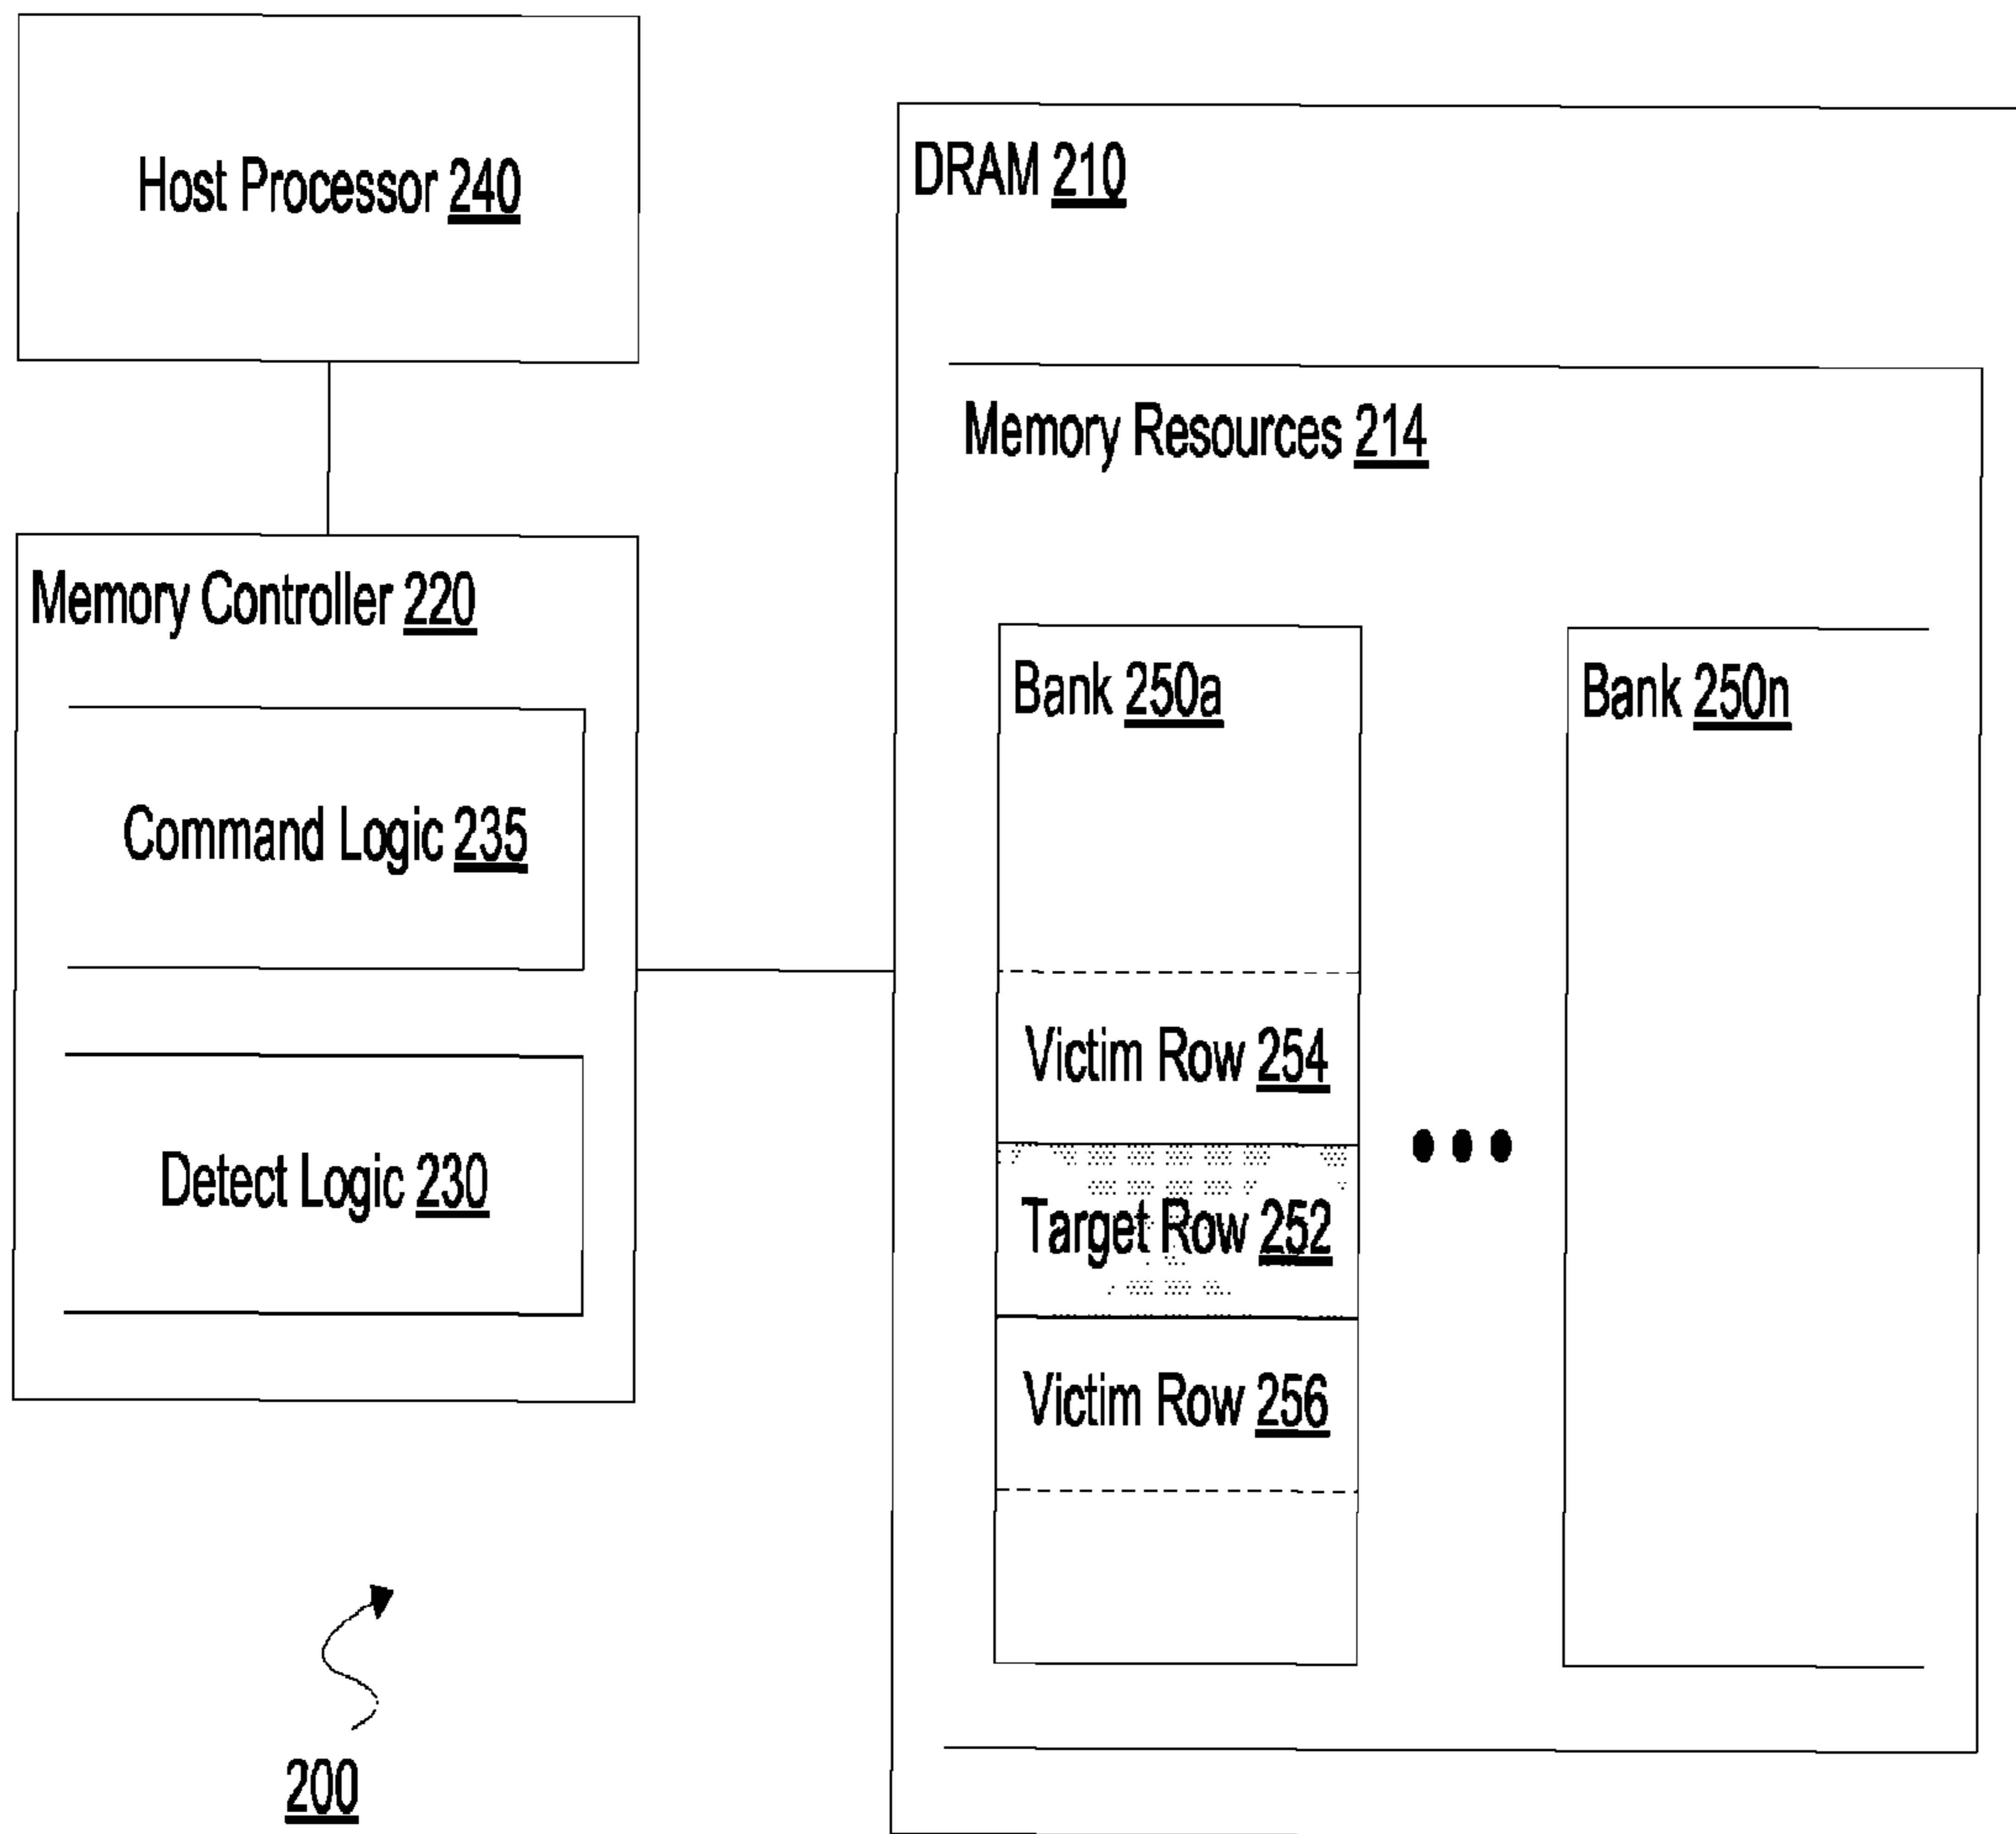 Host Processor 240
DRAM 210
Memory Resources 214
Memory Controller 220
Command Logic 235
Detect Logic 230
Bank 250a
Bank 250n
Victim Row 254
Target Row 252
Victim Row 256
200